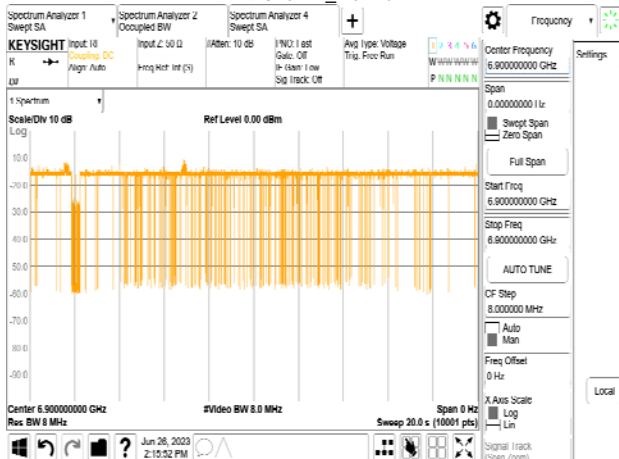 Spectrum Analyzer 1
Swept SA
Spectrum Analyzer 2
Occupied BW
Spectrum Analyzer 4
Swept SA
+
Frequency
KEYSIGHT
Input: RF
Coupling: DC
Align: Auto
Input Z: 50 Ω
Freq Ref: Int (S)
#Atten: 10 dB
PNO: Fast
Gate: Off
IF Gain: Low
Sig Track: Off
Avg Type: Voltage
Trig: Free Run
1 2 3 4 5 6
W W W W W W
P N N N N N
Center Frequency
6.900000000 GHz
Settings
Span
0.00000000 Hz
Swept Span
Zero Span
Full Span
Start Freq
6.900000000 GHz
Stop Freq
6.900000000 GHz
AUTO TUNE
CF Step
8.000000 MHz
Auto
Man
Freq Offset
0 Hz
X Axis Scale
Log
Lin
Signal Track
(Span Zoom)
Local
1 Spectrum
Scale/Div 10 dB
Ref Level 0.00 dBm
Log
-10.0
-20.0
-30.0
-40.0
-50.0
-60.0
-70.0
-80.0
-90.0
Center 6.900000000 GHz
#Video BW 8.0 MHz
Span 0 Hz
Res BW 8 MHz
Sweep 20.0 s (10001 pts)
?
Jun 26, 2023
2:15:52 PM